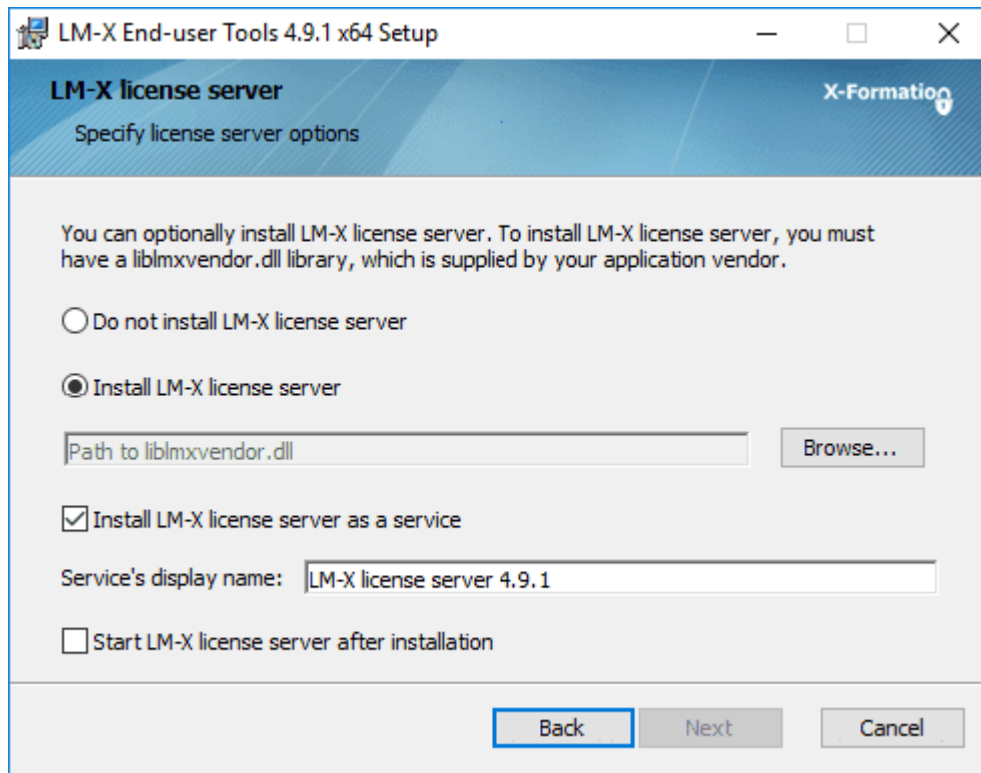 LM-X End-user Tools 4.9.1 x64 Setup
LM-X license server
X-Formation
Specify license server options
You can optionally install LM-X license server. To install LM-X license server, you must
have a liblmxvendor.dll library, which is supplied by your application vendor.
Do not install LM-X license server
Install LM-X license server
Path to liblmxvendor.dll
Browse...
Install LM-X license server as a service
Service's display name: LM-X license server 4.9.1
Start LM-X license server after installation
Back Next Cancel